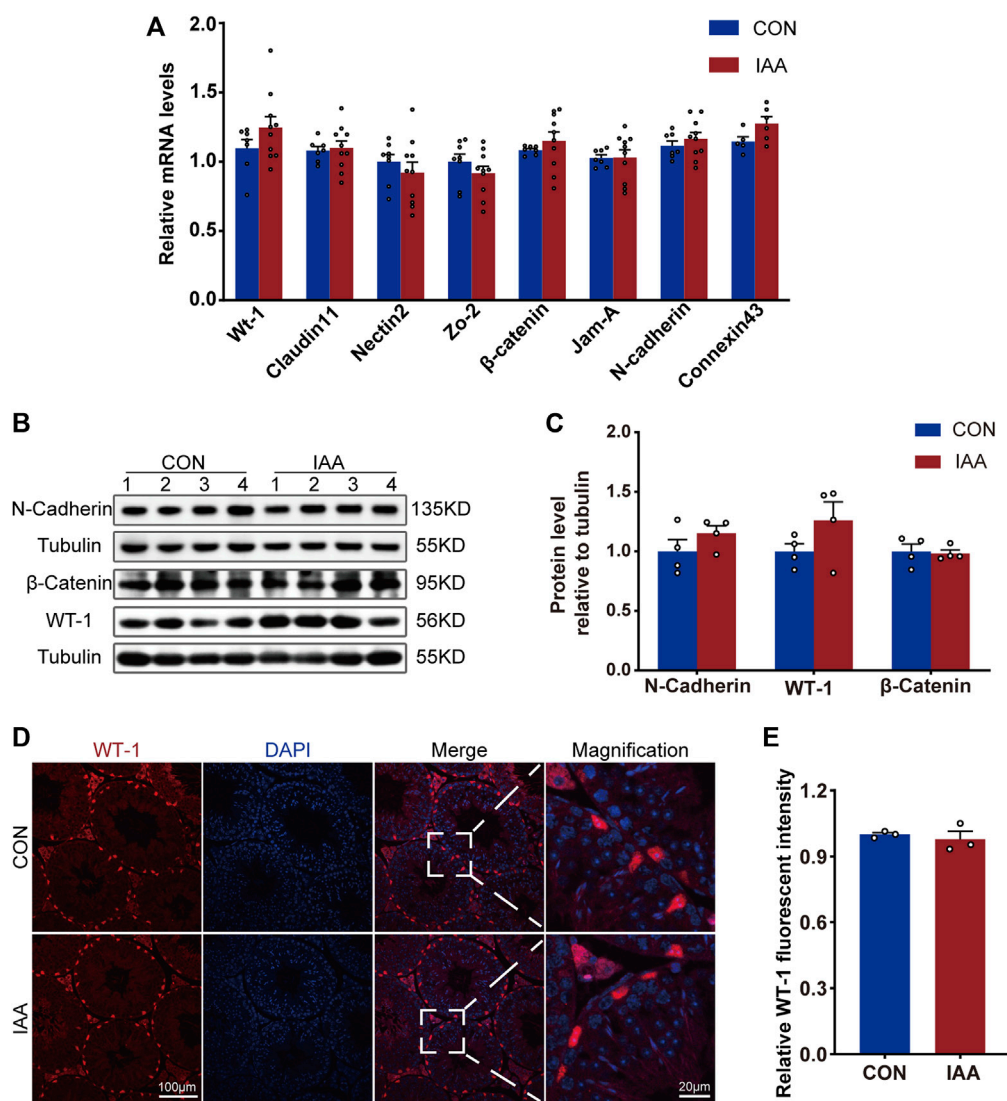 A
Relative mRNA levels
2.0
1.5
1.0
0.5
0.0
CON
IAA
Wt-1
Claudin11
Nectin2
Zo-2
β-catenin
Jam-A
N-cadherin
Connexin43
B
CON IAA
1 2 3 4 1 2 3 4
N-Cadherin 135KD
Tubulin 55KD
β-Catenin 95KD
WT-1 56KD
Tubulin 55KD
C
Protein level
relative to tubulin
2.0
1.5
1.0
0.5
0.0
CON
IAA
N-Cadherin WT-1 β-Catenin
D
WT-1 DAPI Merge Magnification
CON
IAA
100μm
20μm
E
Relative WT-1 fluorescent intensity
1.2
0.9
0.6
0.3
0.0
CON IAA